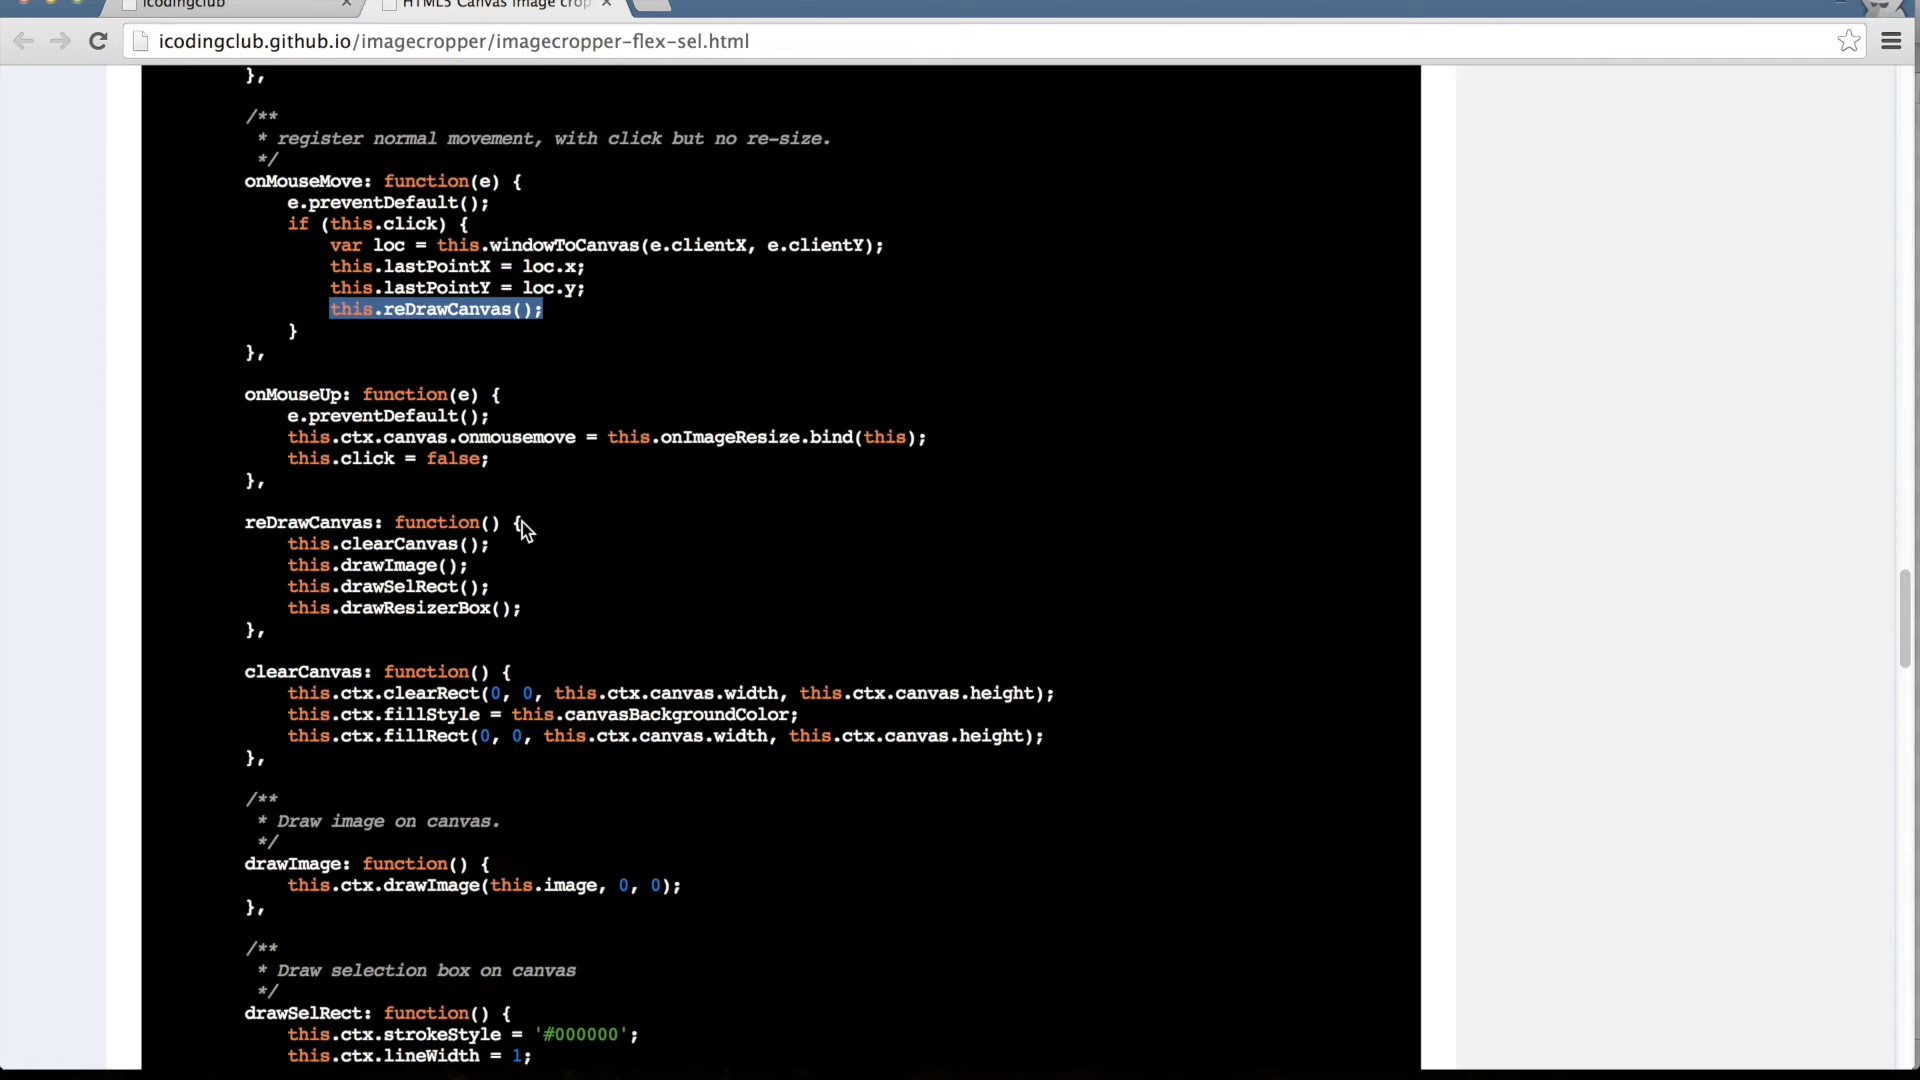 icodingclub
HTML5 Canvas image crop
icodingclub.github.io/imagecropper/imagecropper-flex-sel.html
},
/**
* register normal movement, with click but no re-size.
*/
onMouseMove: function(e) {
e.preventDefault();
if (this.click) {
var loc = this.windowToCanvas(e.clientX, e.clientY);
this.lastPointX = loc.x;
this.lastPointY = loc.y;
this.reDrawCanvas();
}
},
onMouseUp: function(e) {
e.preventDefault();
this.ctx.canvas.onmousemove = this.onImageResize.bind(this);
this.click = false;
},
reDrawCanvas: function() {
this.clearCanvas();
this.drawImage();
this.drawSelRect();
this.drawResizerBox();
},
clearCanvas: function() {
this.ctx.clearRect(0, 0, this.ctx.canvas.width, this.ctx.canvas.height);
this.ctx.fillStyle = this.canvasBackgroundColor;
this.ctx.fillRect(0, 0, this.ctx.canvas.width, this.ctx.canvas.height);
},
/**
* Draw image on canvas.
*/
drawImage: function() {
this.ctx.drawImage(this.image, 0, 0);
},
/**
* Draw selection box on canvas
*/
drawSelRect: function() {
this.ctx.strokeStyle = '#000000';
this.ctx.lineWidth = 1;